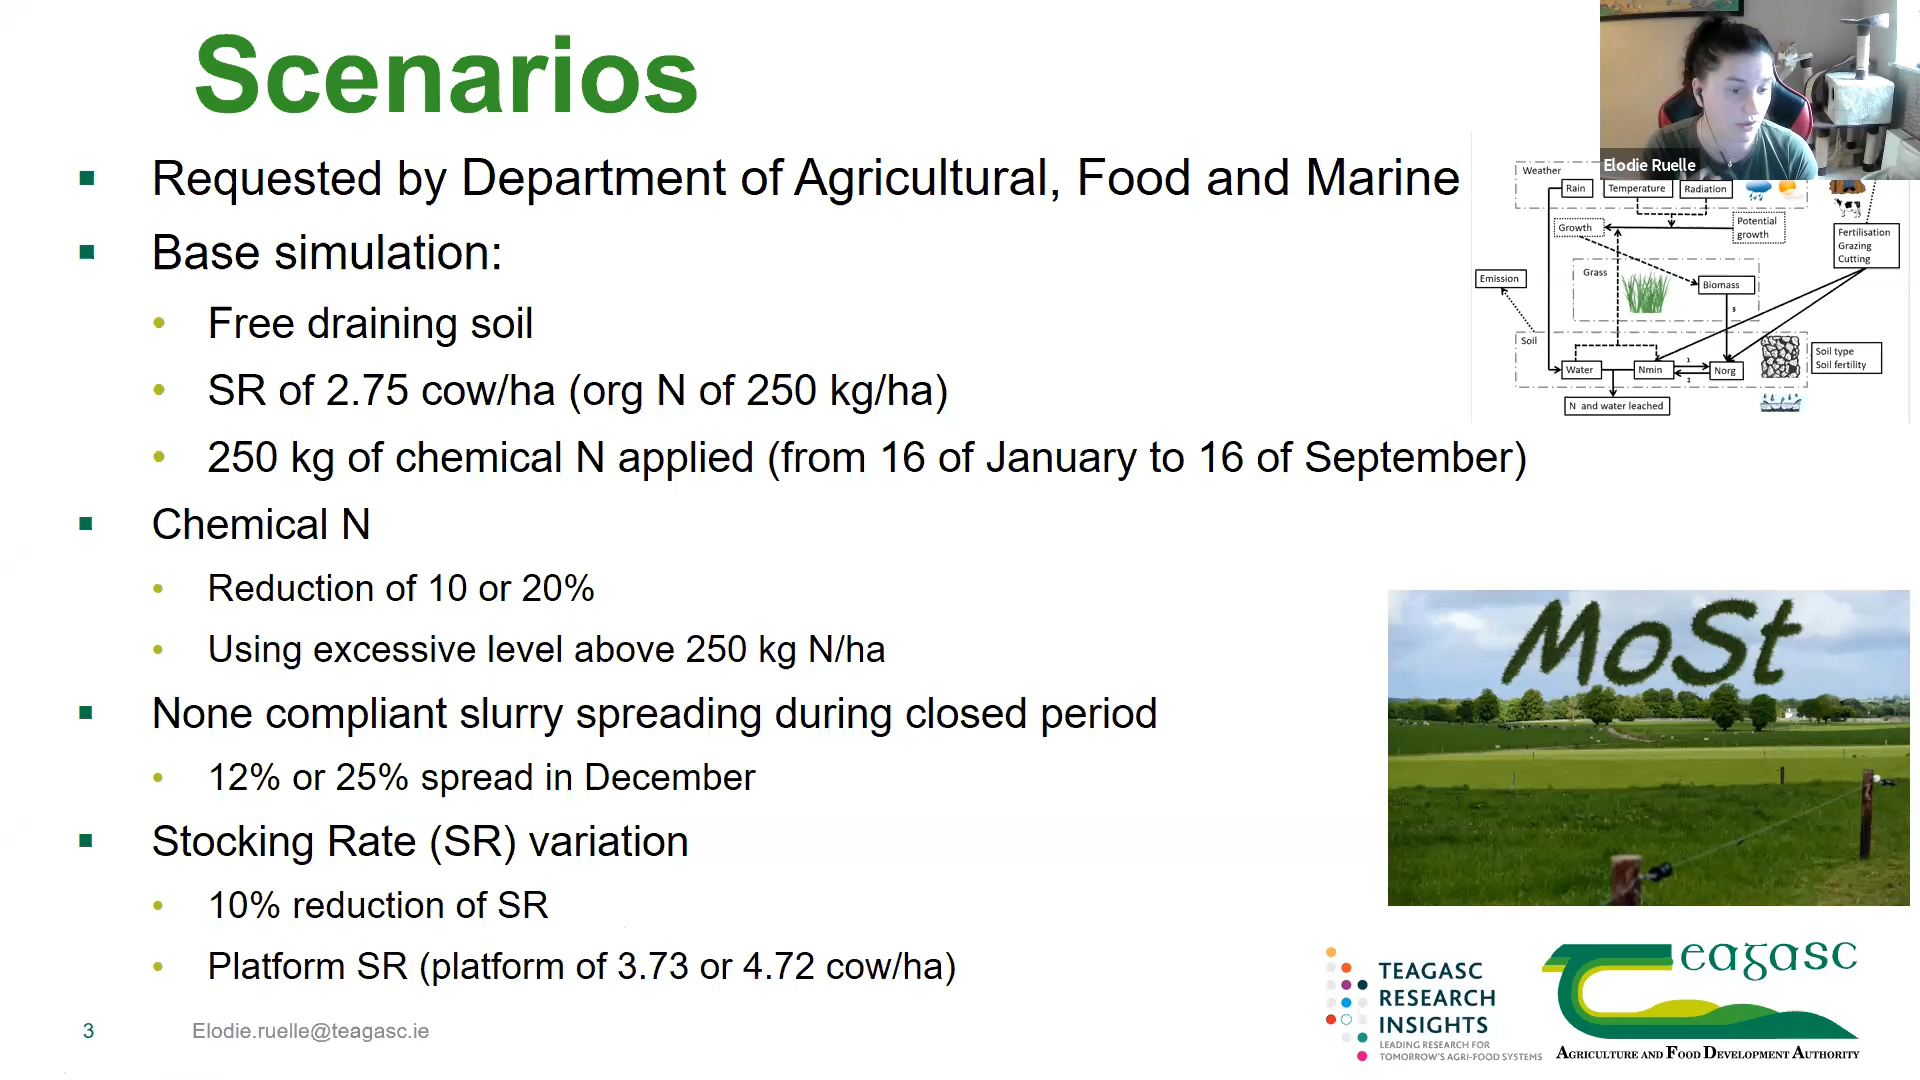 Scenarios
Requested by Department of Agricultural, Food and Marine
Base simulation:
Free draining soil
SR of 2.75 cow/ha (org N of 250 kg/ha)
250 kg of chemical N applied (from 16 of January to 16 of September)
Chemical N
Reduction of 10 or 20%
Using excessive level above 250 kg N/ha
None compliant slurry spreading during closed period
12% or 25% spread in December
Stocking Rate (SR) variation
10% reduction of SR
Platform SR (platform of 3.73 or 4.72 cow/ha)
3
Elodie.ruelle@teagasc.ie
Elodie Ruelle
Weather
Rain
Temperature
Radiation
Growth
Potential
growth
Fertilisation
Grazing
Cutting
Emission
Grass
Biomass
3
Soil
Water
Nmin
1
2
Norg
Soil type
Soil fertility
N and water leached
MoSt
TEAGASC
RESEARCH
INSIGHTS
LEADING RESEARCH FOR
TOMORROW'S AGRI-FOOD SYSTEMS
Teagasc
AGRICULTURE AND FOOD DEVELOPMENT AUTHORITY